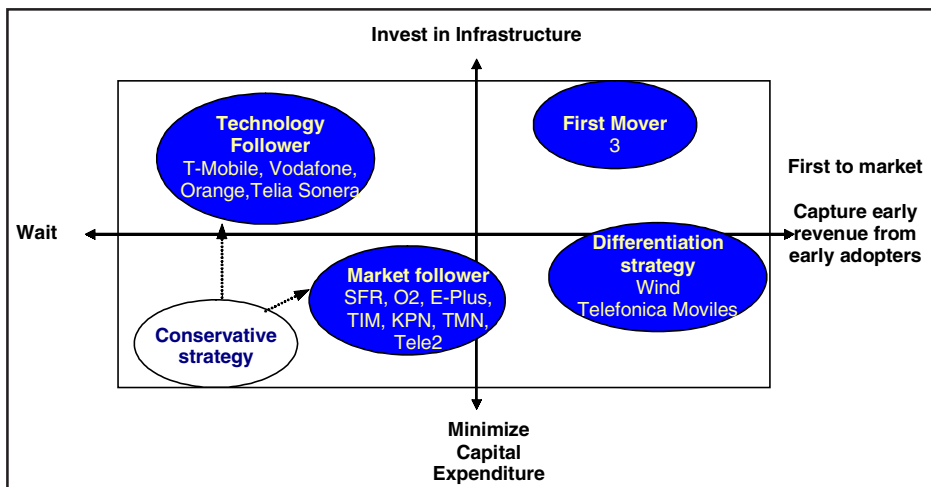 Invest in Infrastructure
Technology
Follower
T-Mobile, Vodafone,
Orange,Telia Sonera
First Mover
3
First to market
Wait
Capture early
revenue from
early adopters
Differentiation
strategy
Wind
Telefonica Moviles
Market follower
SFR, O2, E-Plus,
TIM, KPN, TMN,
Tele2
Conservative
strategy
Minimize
Capital
Expenditure